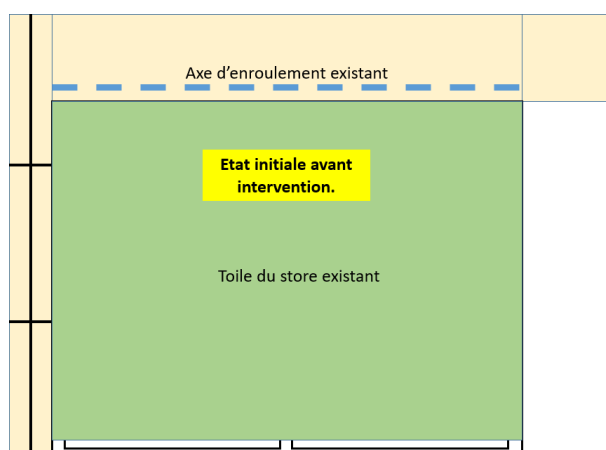 Axe d'enroulement existant
Etat initiale avant
intervention.
Toile du store existant